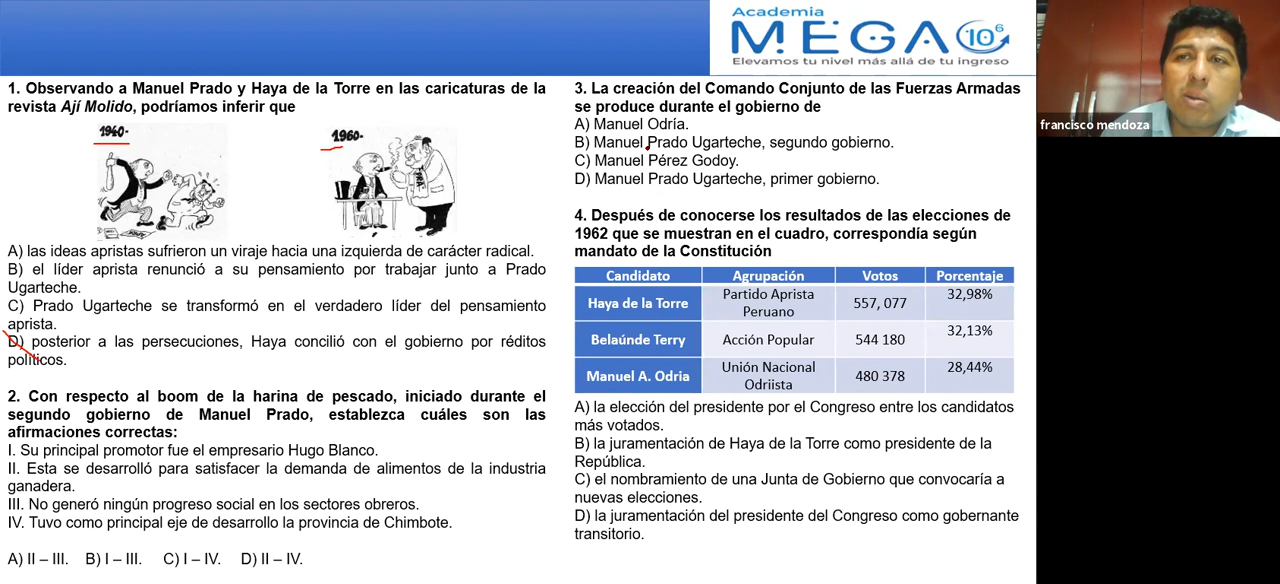 Academia
MEGA 10⁶
Elevamos tu nivel más allá de tu ingreso
francisco mendoza
1. Observando a Manuel Prado y Haya de la Torre en las caricaturas de la
revista Ají Molido, podríamos inferir que
1940-
1960-
A) las ideas apristas sufrieron un viraje hacia una izquierda de carácter radical.
B) el líder aprista renunció a su pensamiento por trabajar junto a Prado
Ugarteche.
C) Prado Ugarteche se transformó en el verdadero líder del pensamiento
aprista.
D) posterior a las persecuciones, Haya concilió con el gobierno por réditos
políticos.
2. Con respecto al boom de la harina de pescado, iniciado durante el
segundo gobierno de Manuel Prado, establezca cuáles son las
afirmaciones correctas:
I. Su principal promotor fue el empresario Hugo Blanco.
II. Esta se desarrolló para satisfacer la demanda de alimentos de la industria
ganadera.
III. No generó ningún progreso social en los sectores obreros.
IV. Tuvo como principal eje de desarrollo la provincia de Chimbote.
A) II – III. B) I – III. C) I – IV. D) II – IV.
3. La creación del Comando Conjunto de las Fuerzas Armadas
se produce durante el gobierno de
A) Manuel Odría.
B) Manuel Prado Ugarteche, segundo gobierno.
C) Manuel Pérez Godoy.
D) Manuel Prado Ugarteche, primer gobierno.
4. Después de conocerse los resultados de las elecciones de
1962 que se muestran en el cuadro, correspondía según
mandato de la Constitución
Candidato Agrupación Votos Porcentaje
Haya de la Torre Partido Aprista Peruano 557, 077 32,98%
Belaúnde Terry Acción Popular 544 180 32,13%
Manuel A. Odria Unión Nacional Odriista 480 378 28,44%
A) la elección del presidente por el Congreso entre los candidatos
más votados.
B) la juramentación de Haya de la Torre como presidente de la
República.
C) el nombramiento de una Junta de Gobierno que convocaría a
nuevas elecciones.
D) la juramentación del presidente del Congreso como gobernante
transitorio.